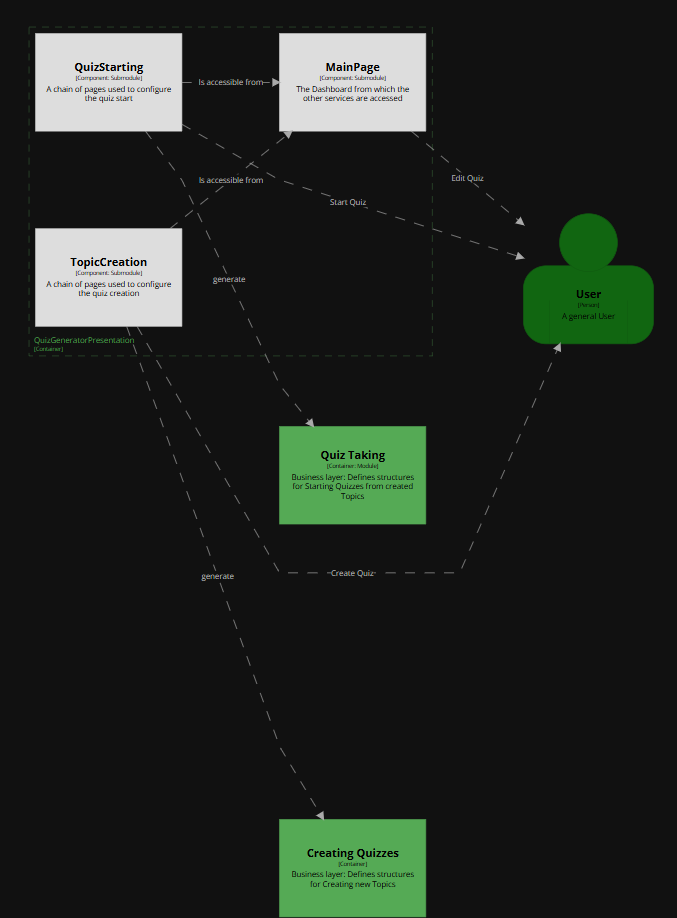 QuizStarting
[Component: Submodule]
A chain of pages used to configure
the quiz start
Is accessible from
MainPage
[Component: Submodule]
The Dashboard from which the
other services are accessed
Is accessible from
Edit Quiz
Start Quiz
TopicCreation
[Component: Submodule]
A chain of pages used to configure
the quiz creation
generate
User
[Person]
A general User
QuizGeneratorPresentation
[Container]
Quiz Taking
[Container: Module]
Business layer: Defines structures
for Starting Quizzes from created
Topics
Create Quiz
generate
Creating Quizzes
[Container]
Business layer: Defines structures
for Creating new Topics